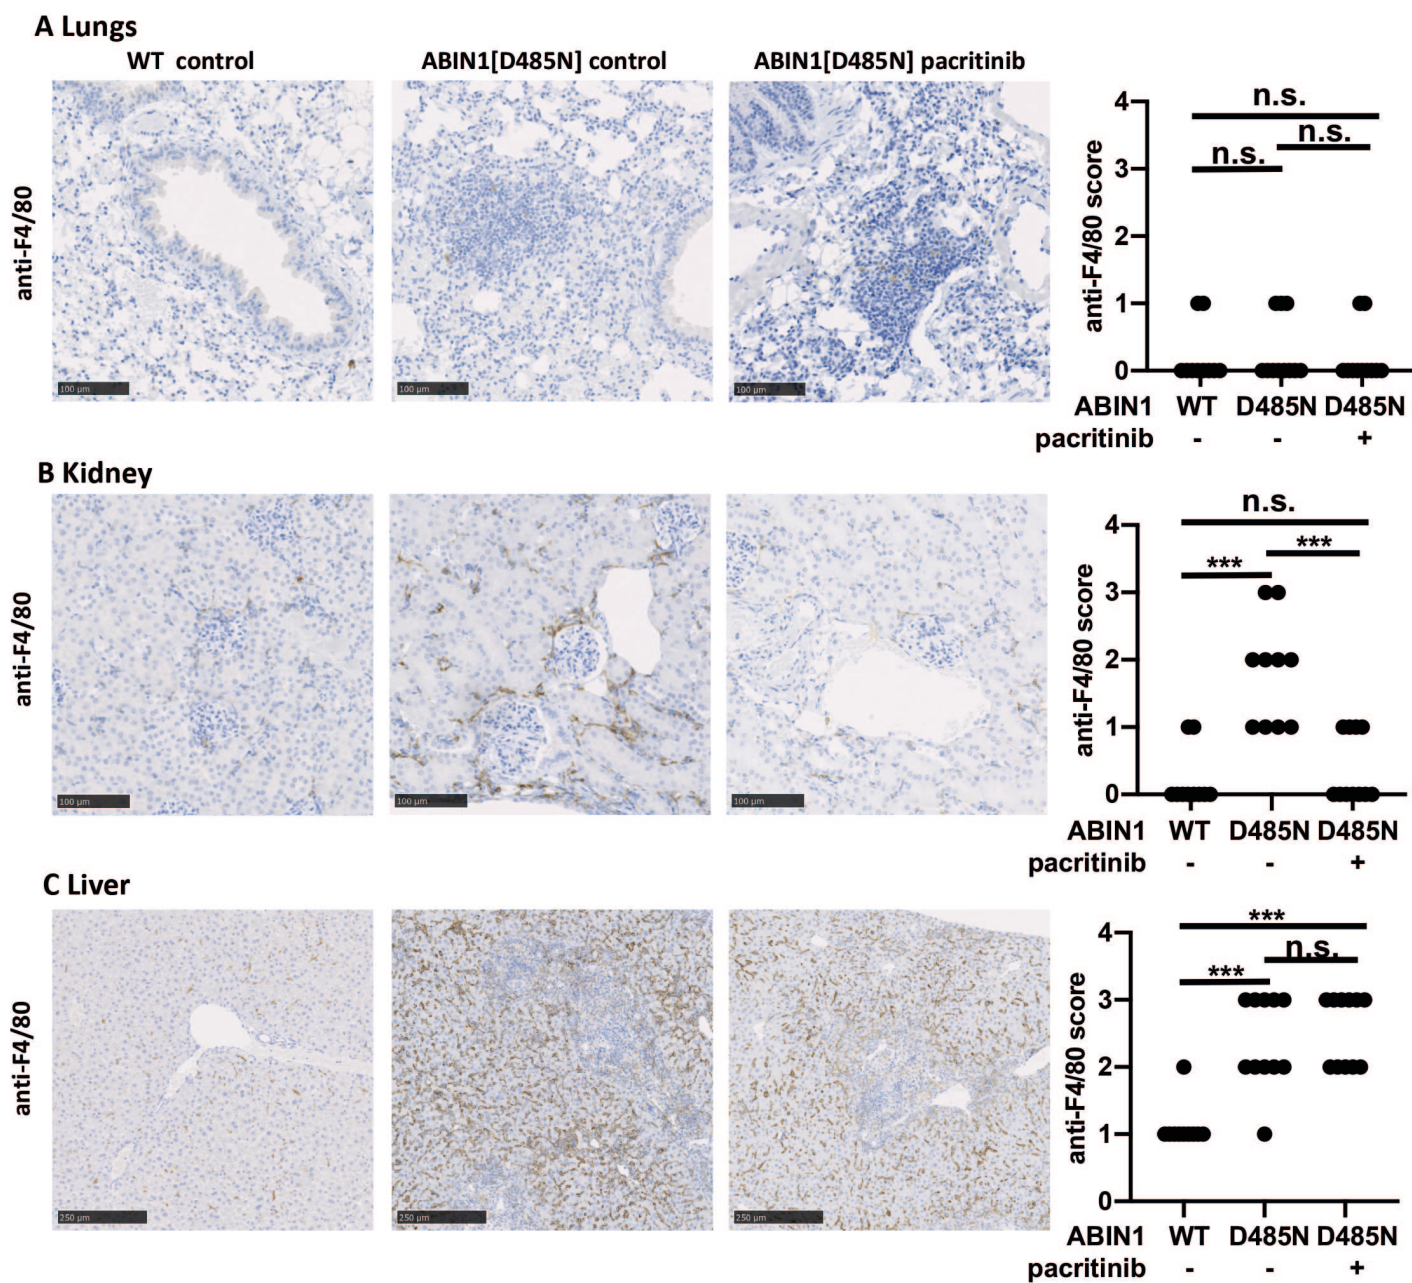 A Lungs
WT control
ABIN1[D485N] control
ABIN1[D485N] pacritinib
anti-F4/80
100 µm
100 µm
100 µm
anti-F4/80 score
4
3
2
1
0
n.s.
n.s.
n.s.
ABIN1 WT D485N D485N
pacritinib - - +
B Kidney
anti-F4/80
100 µm
100 µm
100 µm
anti-F4/80 score
4
3
2
1
0
n.s.
***
***
ABIN1 WT D485N D485N
pacritinib - - +
C Liver
anti-F4/80
250 µm
250 µm
250 µm
anti-F4/80 score
4
3
2
1
0
***
n.s.
***
ABIN1 WT D485N D485N
pacritinib - - +